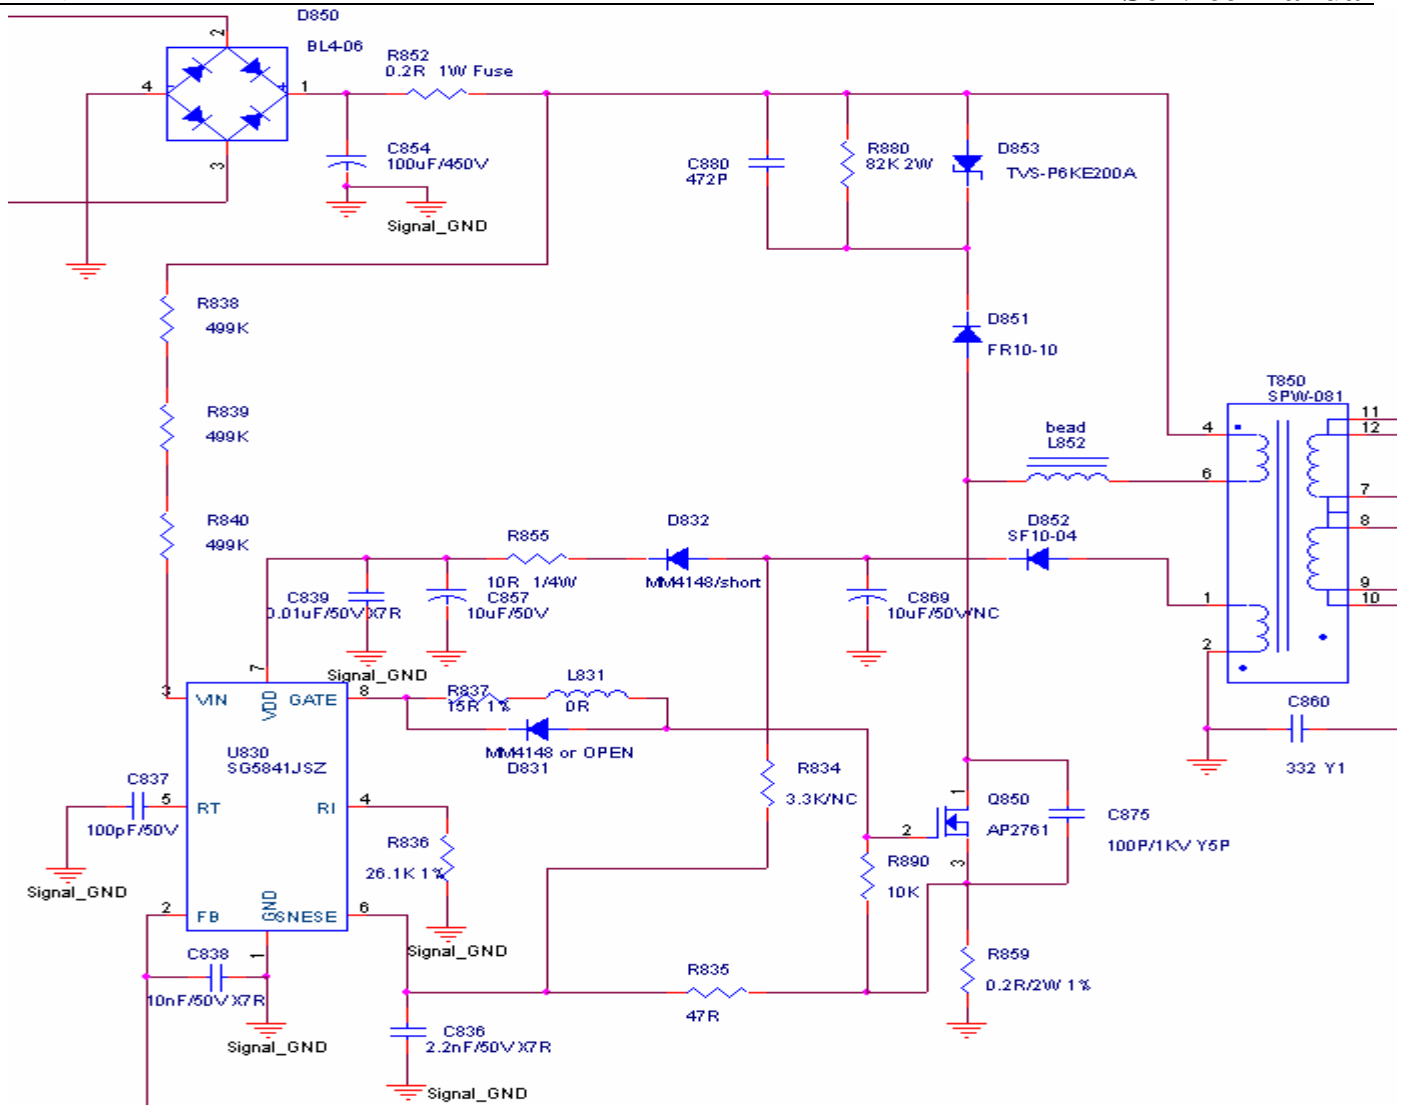 D850
BL4-06
2
4
1
3
R852
0.2R 1W Fuse
C854
100uF/450V
Signal_GND
C880
472P
R880
82K 2W
D853
TVS-P6KE200A
R838
499K
D851
FR10-10
R839
499K
T850
SPW-081
bead
L852
4
6
11
12
7
8
R840
499K
R855
10R 1/4W
D832
MM4148/short
D852
SF10-04
C839
0.01uF/50V X7R
C857
10uF/50V
C869
10uF/50V/NC
1
2
9
10
Signal_GND
7
3
VIN
VDD
GATE
8
R837
15R 1%
L831
0R
MM4148 or OPEN
D831
C860
332 Y1
U830
SG5841JSZ
C837
100pF/50V
5
RT
RI
4
R834
3.3K/NC
1
Q850
AP2761
2
3
C875
100P/1KV Y5P
R836
26.1K 1%
R890
10K
Signal_GND
2
FB
GND
SNESE
6
Signal_GND
C838
10nF/50V X7R
1
R835
47R
R859
0.2R/2W 1%
Signal_GND
C836
2.2nF/50V X7R
Signal_GND